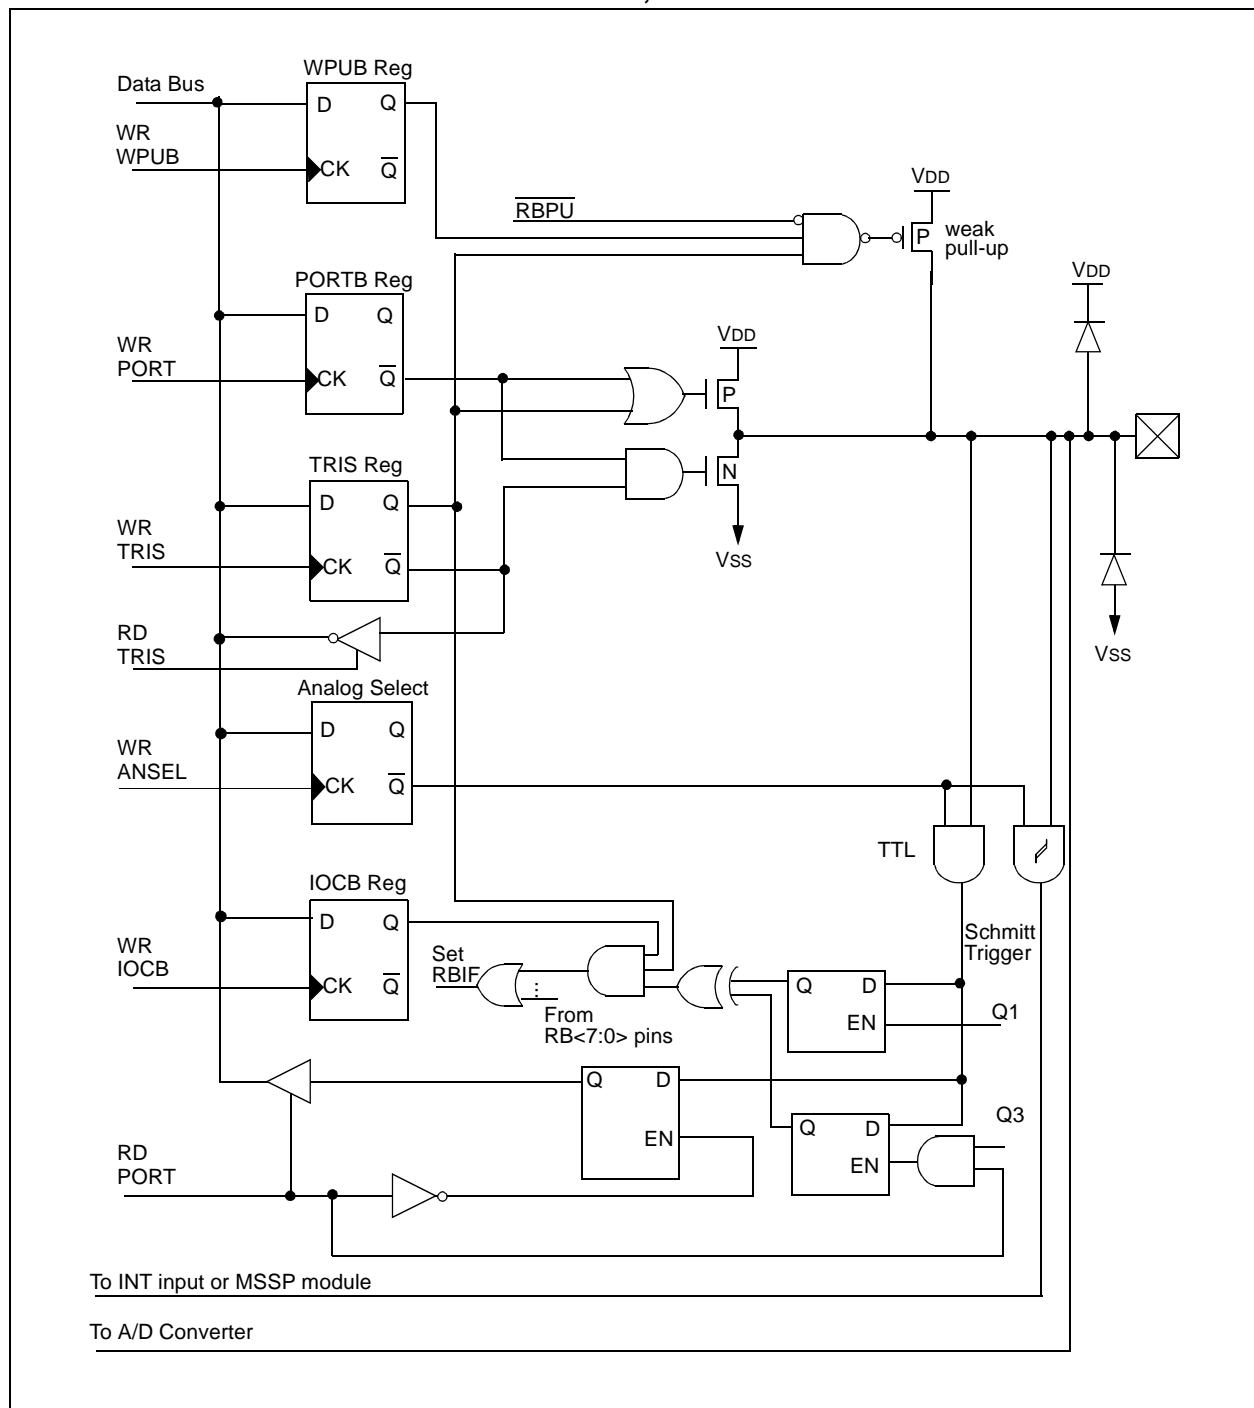 WPUB Reg
Data Bus
D Q
WR
WPUB
CK Q̅
VDD
R̅B̅P̅U̅
P
weak
pull-up
VDD
PORTB Reg
D Q
WR
PORT
CK Q̅
VDD
P
TRIS Reg
D Q
N
WR
TRIS
CK Q̅
VSS
RD
TRIS
VSS
Analog Select
D Q
WR
ANSEL
CK Q̅
TTL
IOCB Reg
D Q
WR
IOCB
CK Q̅
Set
RBIF
Schmitt
Trigger
Q D
EN
Q1
From
RB<7:0> pins
Q D
EN
Q D
EN
Q3
RD
PORT
To INT input or MSSP module
To A/D Converter